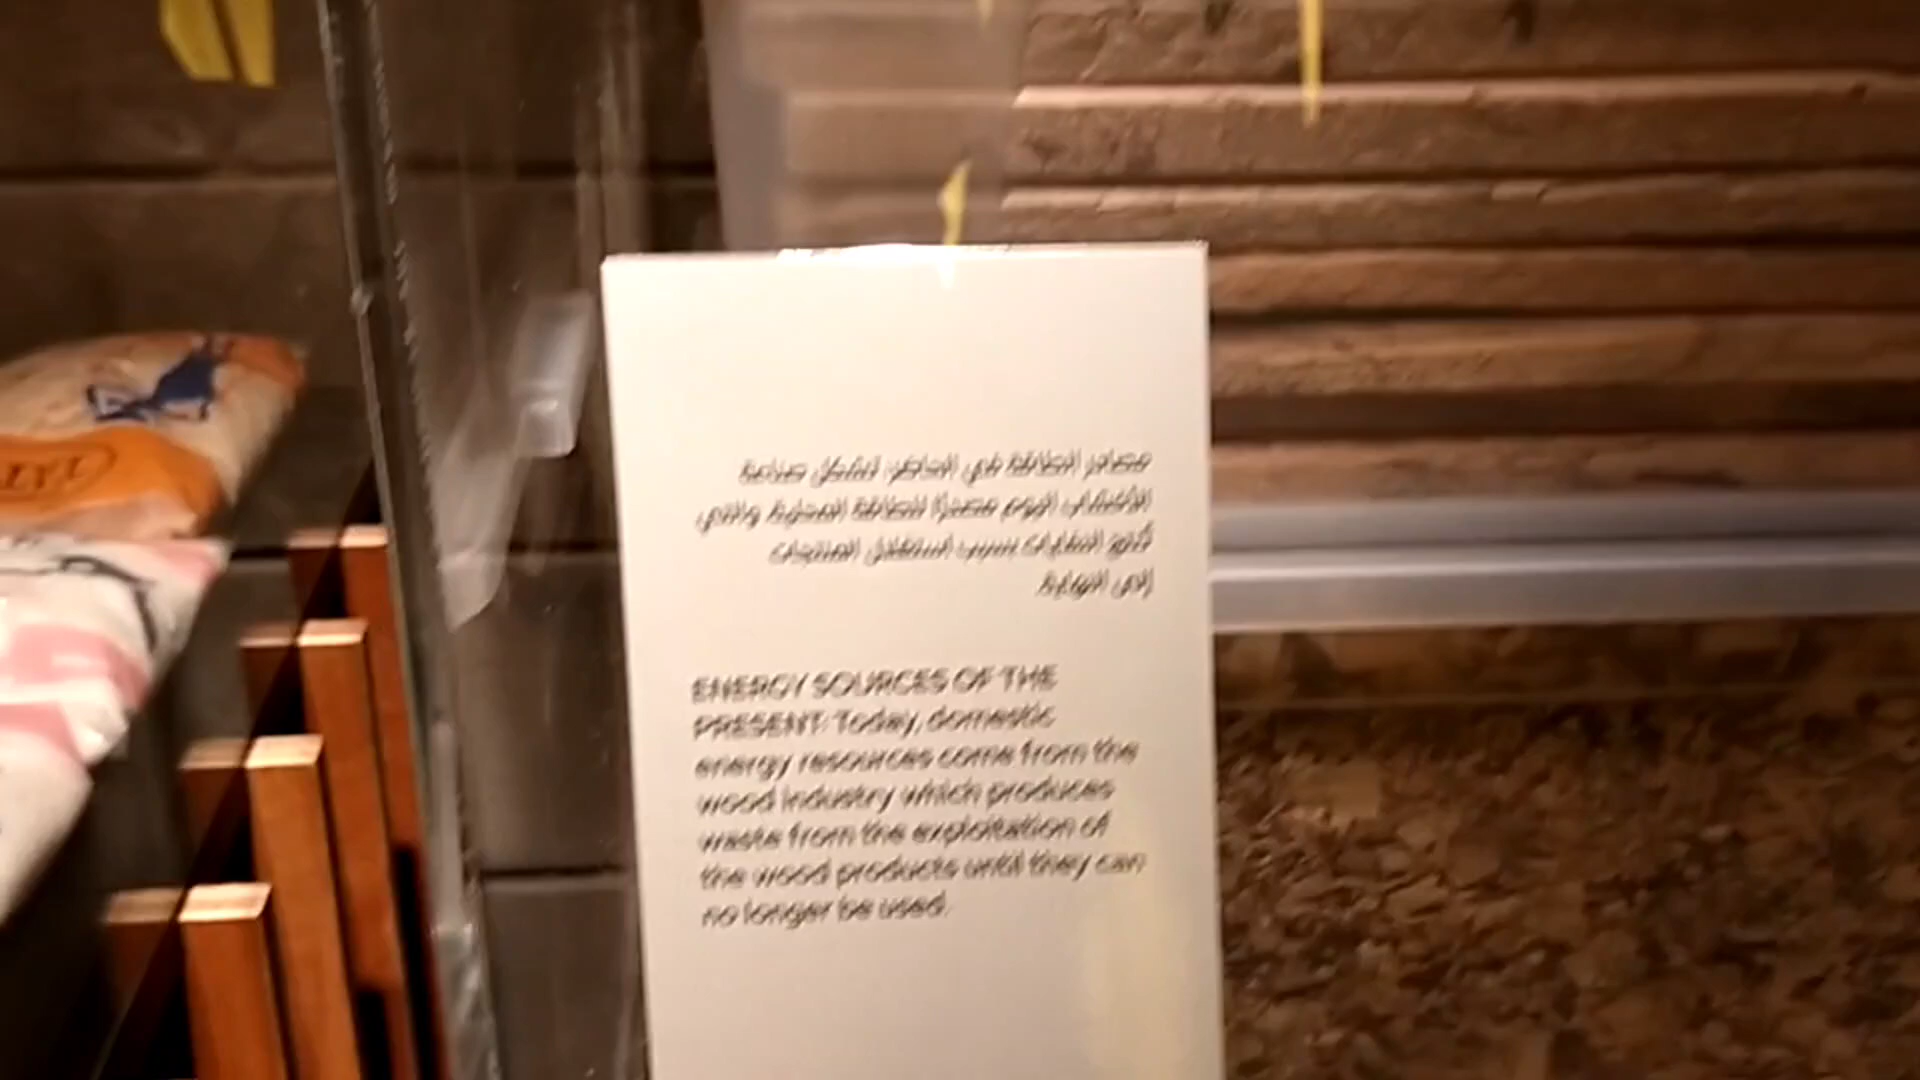 مصادر الطاقة في الحاضر: تشكل صناعة
الأخشاب اليوم مصدرًا للطاقة المحلية والتي
تُنتج النفايات بسبب استغلال المنتجات
إلى النهاية
ENERGY SOURCES OF THE
PRESENT: Today, domestic
energy resources come from the
wood industry which produces
waste from the exploitation of
the wood products until they can
no longer be used.